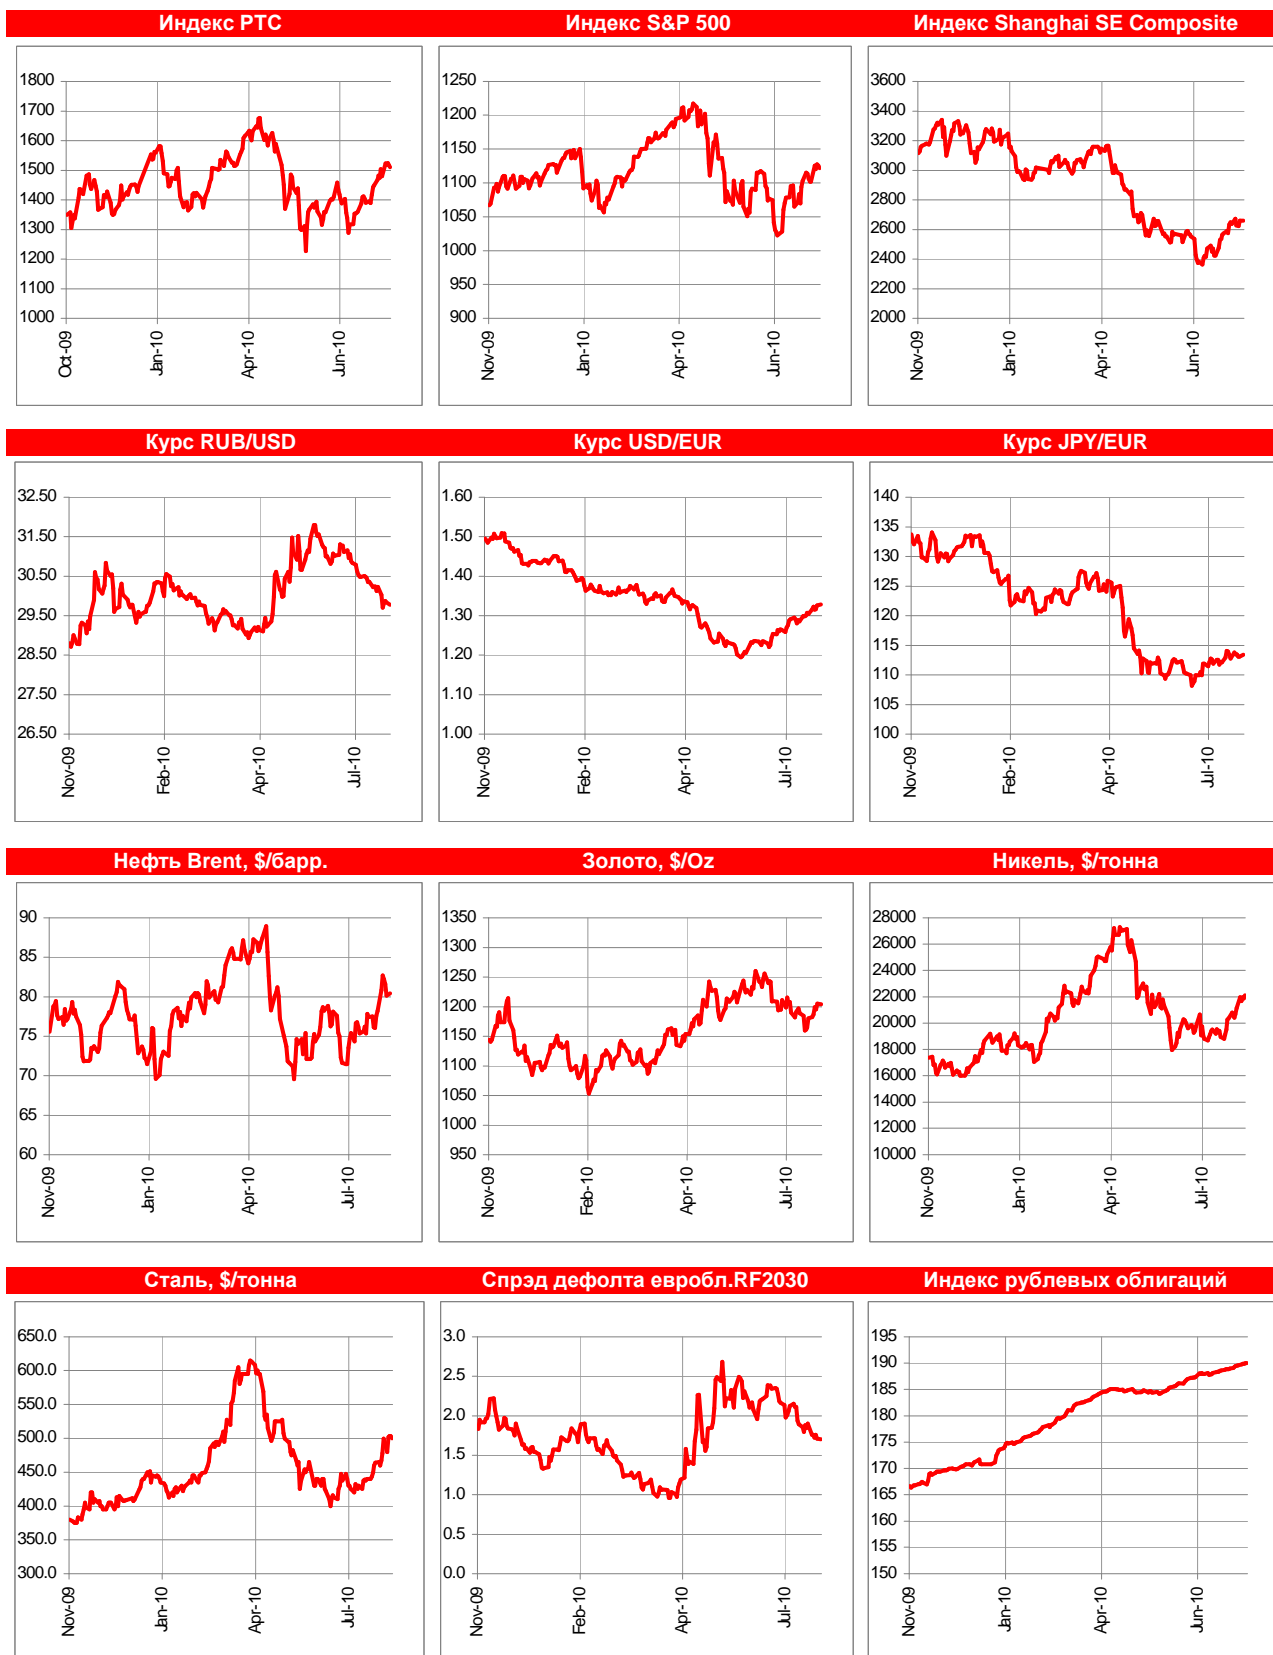 Индекс РТС
1800
1700
1600
1500
1400
1300
1200
1100
1000
Oct-09
Jan-10
Apr-10
Jun-10
Индекс S&P 500
1250
1200
1150
1100
1050
1000
950
900
Nov-09
Jan-10
Apr-10
Jun-10
Индекс Shanghai SE Composite
3600
3400
3200
3000
2800
2600
2400
2200
2000
Nov-09
Jan-10
Apr-10
Jun-10
Курс RUB/USD
32.50
31.50
30.50
29.50
28.50
27.50
26.50
Nov-09
Feb-10
Apr-10
Jul-10
Курс USD/EUR
1.60
1.50
1.40
1.30
1.20
1.10
1.00
Nov-09
Feb-10
Apr-10
Jul-10
Курс JPY/EUR
140
135
130
125
120
115
110
105
100
Nov-09
Feb-10
Apr-10
Jul-10
Нефть Brent, $/барр.
90
85
80
75
70
65
60
Nov-09
Jan-10
Apr-10
Jul-10
Золото, $/Oz
1350
1300
1250
1200
1150
1100
1050
1000
950
Nov-09
Feb-10
Apr-10
Jul-10
Никель, $/тонна
28000
26000
24000
22000
20000
18000
16000
14000
12000
10000
Nov-09
Jan-10
Apr-10
Jul-10
Сталь, $/тонна
650.0
600.0
550.0
500.0
450.0
400.0
350.0
300.0
Nov-09
Jan-10
Apr-10
Jul-10
Спрэд дефолта евробл.RF2030
3.0
2.5
2.0
1.5
1.0
0.5
0.0
Nov-09
Feb-10
Apr-10
Jul-10
Индекс рублевых облигаций
195
190
185
180
175
170
165
160
155
150
Nov-09
Jan-10
Apr-10
Jun-10